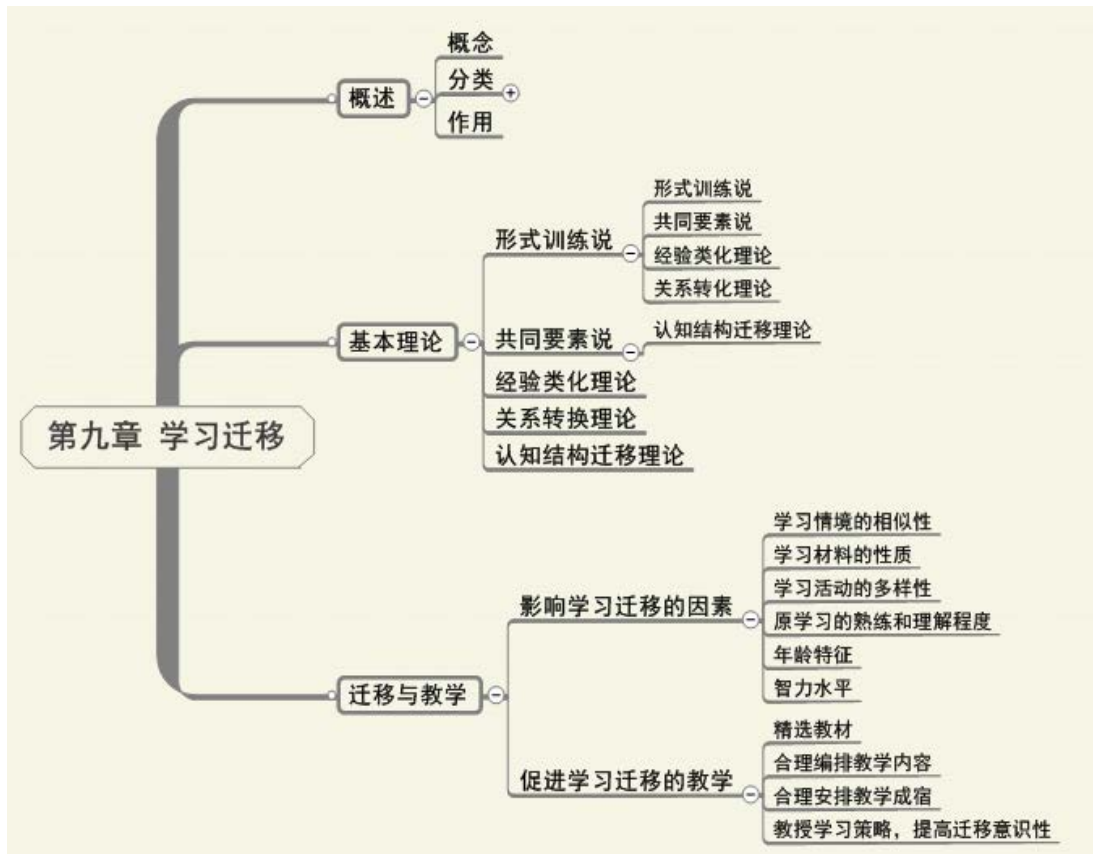 第九章 学习迁移
概述
概念
分类
作用
基本理论
形式训练说
形式训练说
共同要素说
经验类化理论
关系转化理论
共同要素说
认知结构迁移理论
经验类化理论
关系转换理论
认知结构迁移理论
迁移与教学
影响学习迁移的因素
学习情境的相似性
学习材料的性质
学习活动的多样性
原学习的熟练和理解程度
年龄特征
智力水平
促进学习迁移的教学
精选教材
合理编排教学内容
合理安排教学成宿
教授学习策略，提高迁移意识性